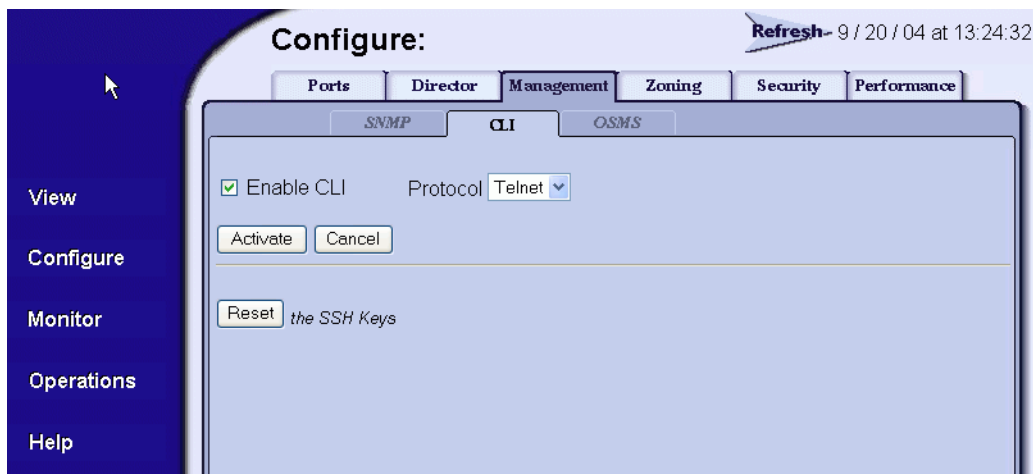 Configure:
Refresh- 9 / 20 / 04 at 13:24:32
Ports Director Management Zoning Security Performance
SNMP CLI OSMS
View
Configure
Monitor
Operations
Help
Enable CLI Protocol Telnet
Activate Cancel
Reset the SSH Keys